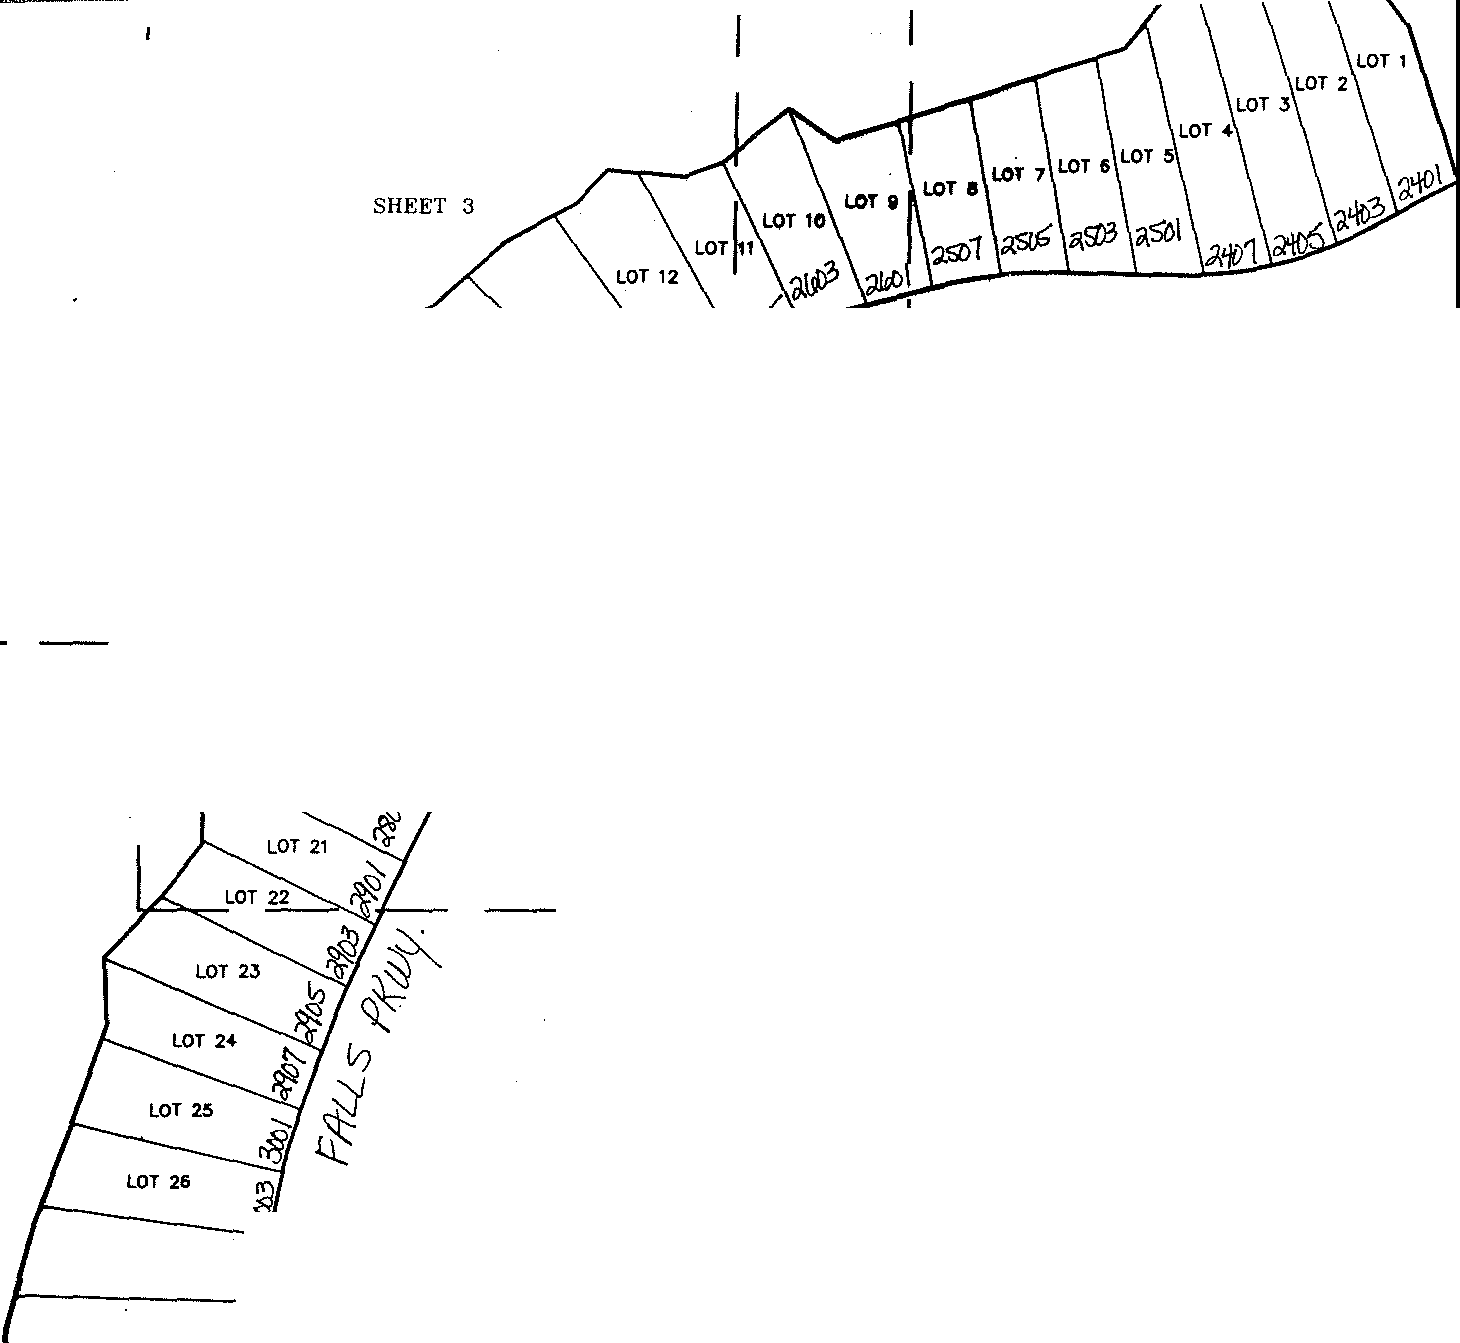 LOT 1
LOT 2
LOT 3
LOT 4
LOT 5
LOT 6
LOT 7
LOT 8
LOT 9
LOT 10
LOT 11
LOT 12
SHEET 3
2401
2403
2405
2407
2501
2503
2505
2507
2601
2603
LOT 21
LOT 22
2901
LOT 23
2903
LOT 24
2905
LOT 25
2907
LOT 26
3001
FALLS PKWY.